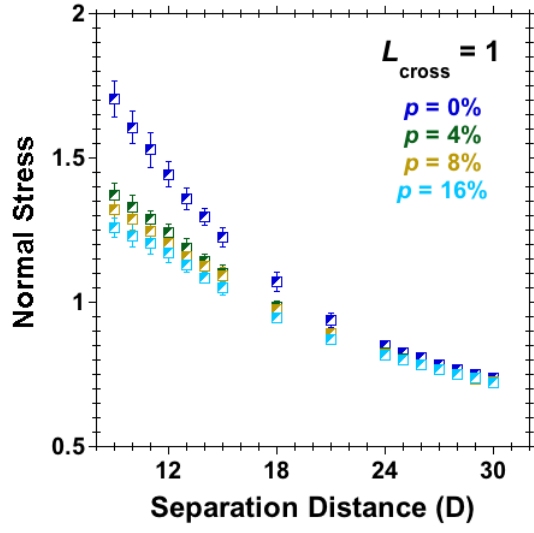 2
L cross = 1
p = 0%
p = 4%
p = 8%
p = 16%
1.5
1
0.5
Normal Stress
12 18 24 30
Separation Distance (D)